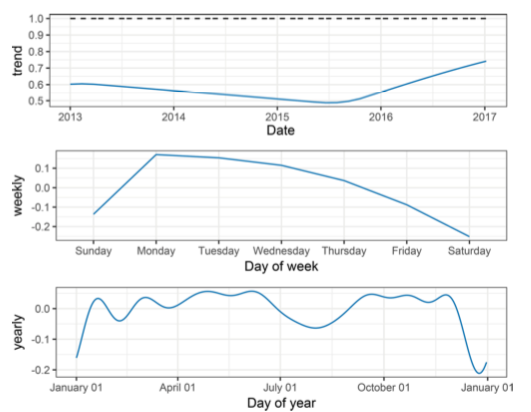 1.0
0.9
0.8
0.7
0.6
0.5
trend
2013 2014 2015 2016 2017
Date
0.1
0.0
-0.1
-0.2
weekly
Sunday Monday Tuesday Wednesday Thursday Friday Saturday
Day of week
0.0
-0.1
-0.2
yearly
January 01 April 01 July 01 October 01 January 01
Day of year